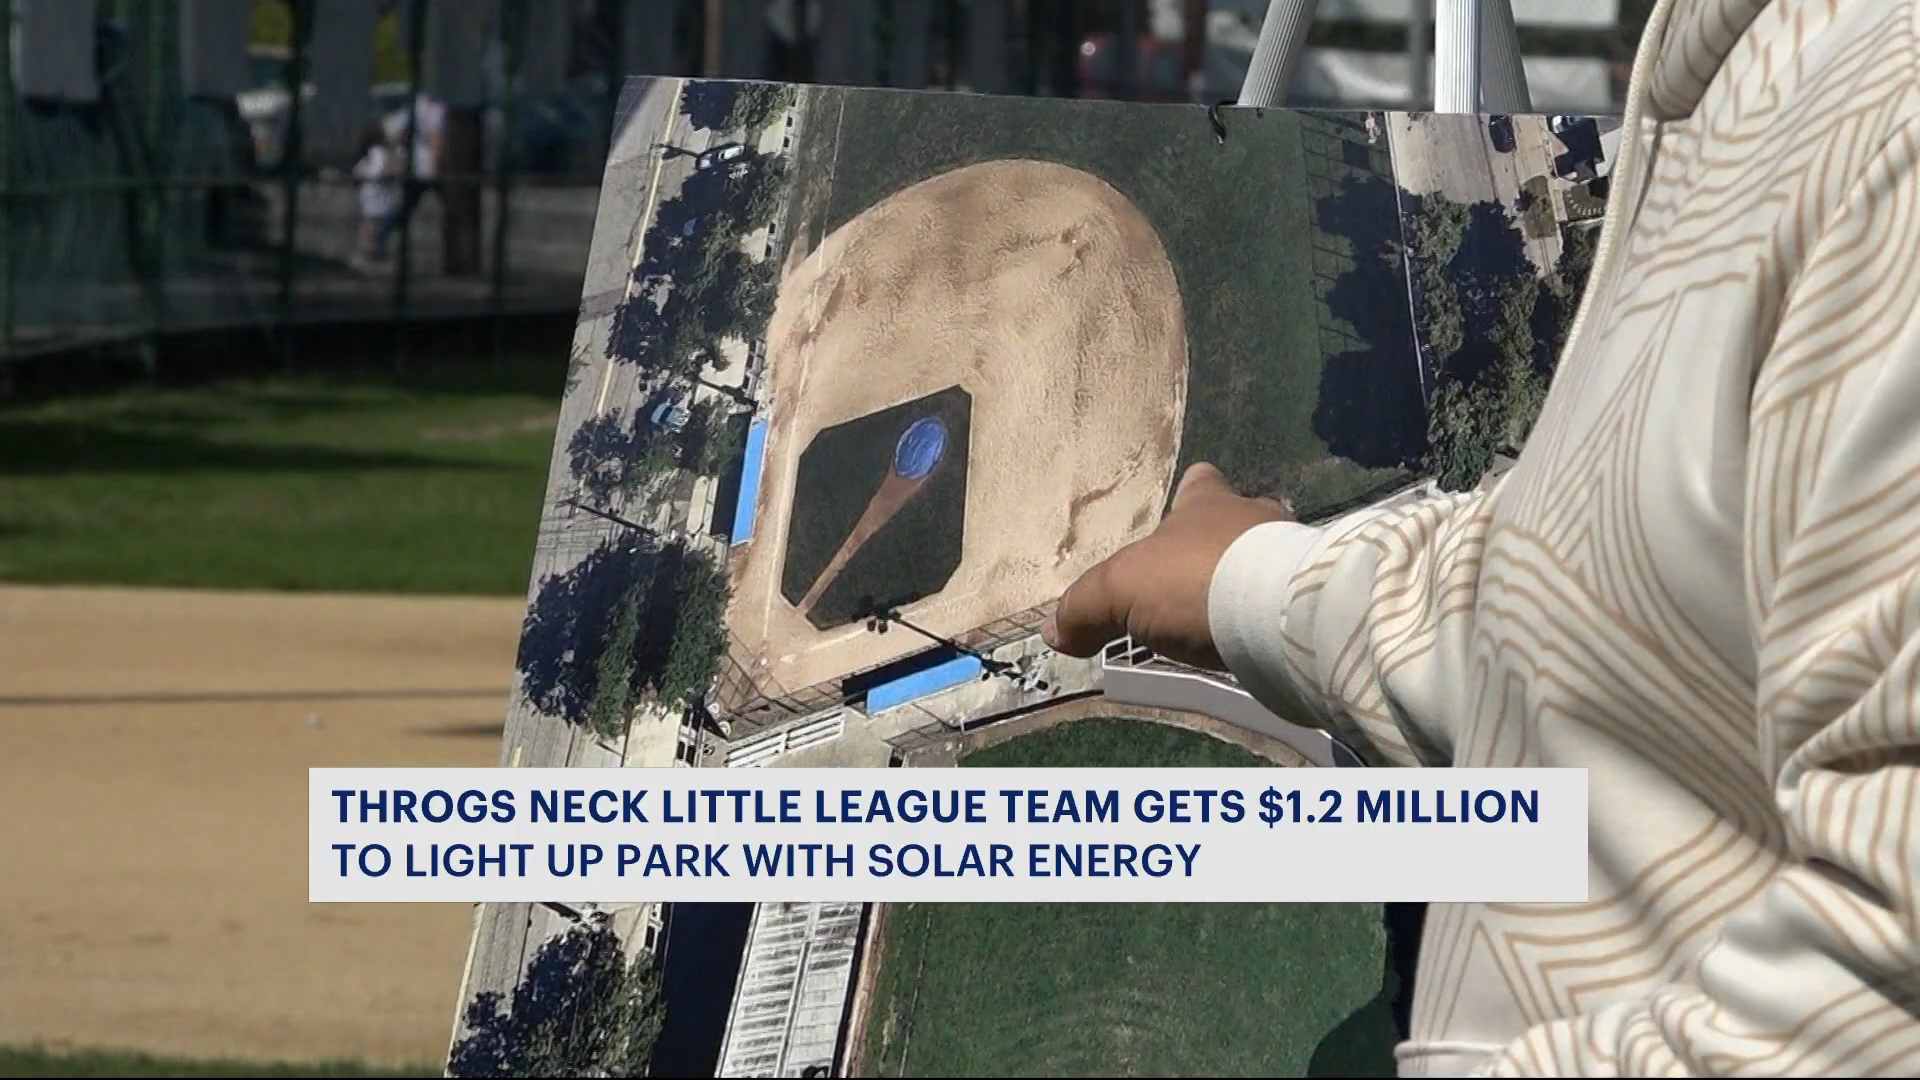 THROGS NECK LITTLE LEAGUE TEAM GETS $1.2 MILLION
TO LIGHT UP PARK WITH SOLAR ENERGY